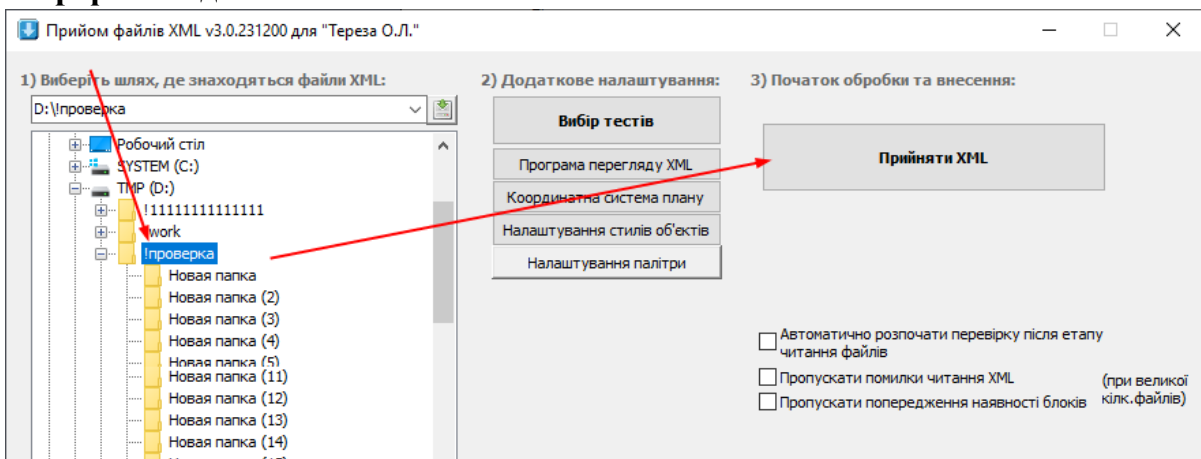 Прийом файлів XML v3.0.231200 для "Тереза О.Л."
1) Виберіть шлях, де знаходяться файли XML:
D:\!проверка
Робочий стіл
SYSTEM (C:)
TMP (D:)
!11111111111111
!work
!проверка
Новая папка
Новая папка (2)
Новая папка (3)
Новая папка (4)
Новая папка (5)
Новая папка (11)
Новая папка (12)
Новая папка (13)
Новая папка (14)
2) Додаткове налаштування:
Вибір тестів
Програма перегляду XML
Координатна система плану
Налаштування стилів об'єктів
Налаштування палітри
3) Початок обробки та внесення:
Прийняти XML
Автоматично розпочати перевірку після етапу
читання файлів
Пропускати помилки читання XML
Пропускати попередження наявності блоків
(при великої
кілк.файлів)